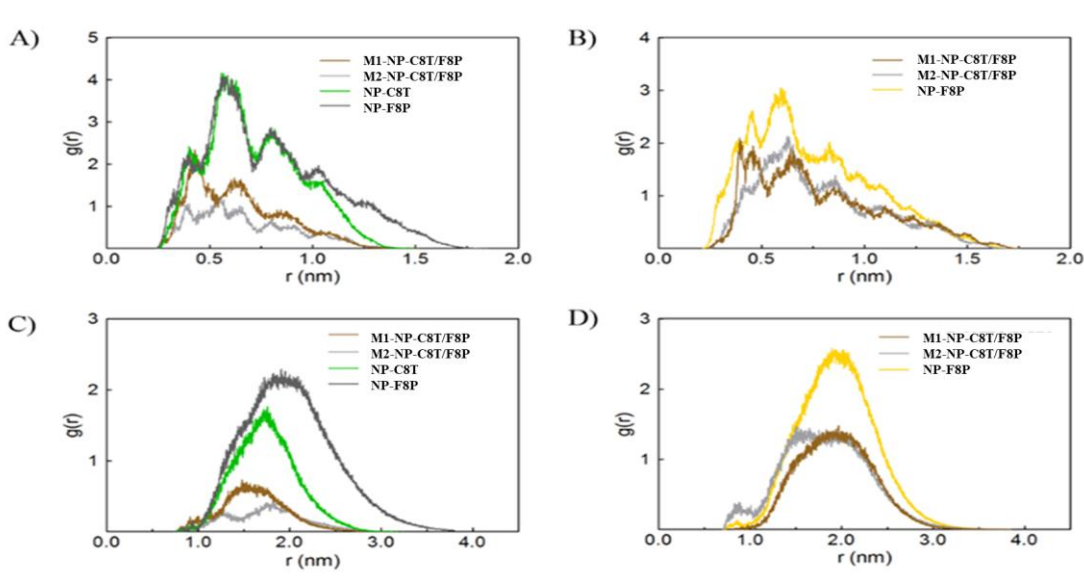 A)
5
4
3
2
1
g(r)
M1-NP-C8T/F8P
M2-NP-C8T/F8P
NP-C8T
NP-F8P
0.0 0.5 1.0 1.5 2.0
r (nm)
B)
4
3
2
1
g(r)
M1-NP-C8T/F8P
M2-NP-C8T/F8P
NP-F8P
0.0 0.5 1.0 1.5 2.0
r (nm)
C)
3
2
1
g(r)
M1-NP-C8T/F8P
M2-NP-C8T/F8P
NP-C8T
NP-F8P
0.0 1.0 2.0 3.0 4.0
r (nm)
D)
3
2
1
0
g(r)
M1-NP-C8T/F8P
M2-NP-C8T/F8P
NP-F8P
0.0 1.0 2.0 3.0 4.0
r (nm)